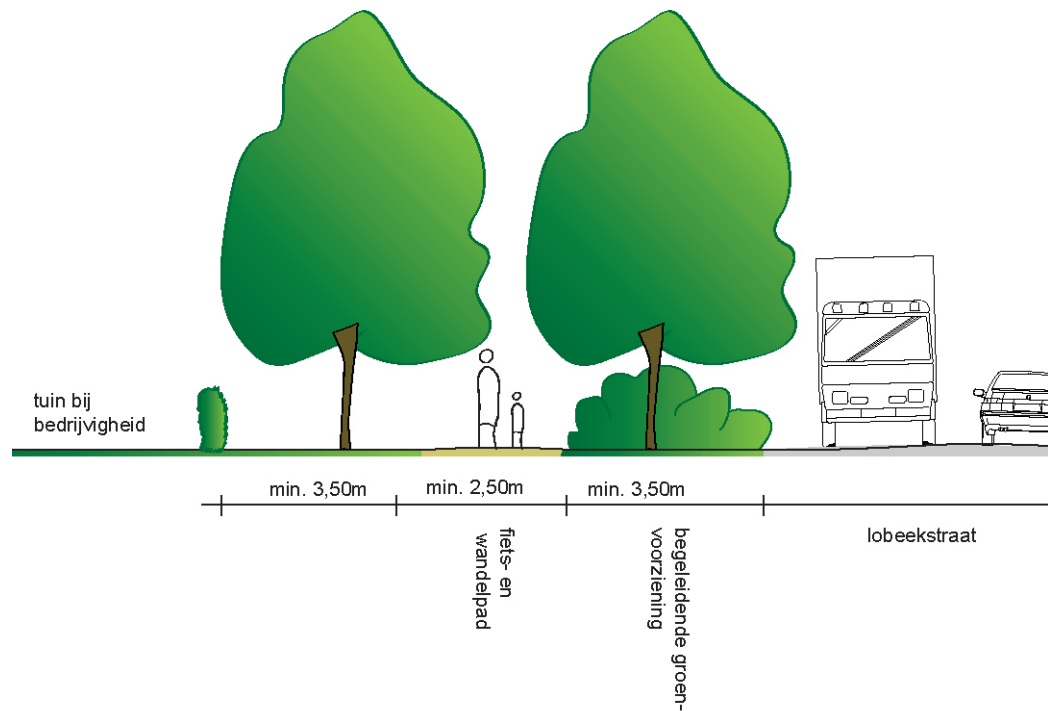 tuin bij
bedrijvigheid
min. 3,50m
min. 2,50m
min. 3,50m
fiets- en
wandelpad
begeleidende groen-
voorziening
lobeekstraat